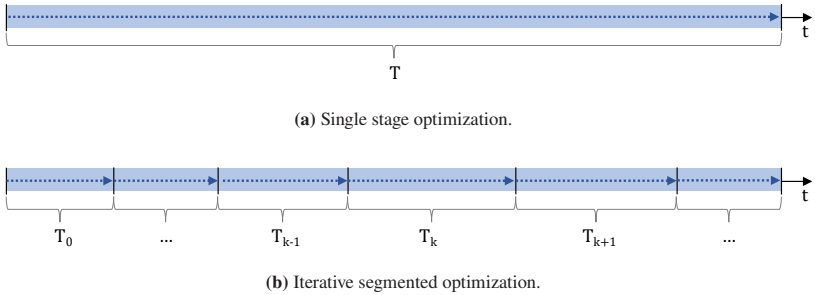 t
T
(a) Single stage optimization.
t
T0 ... Tk-1 Tk Tk+1 ...
(b) Iterative segmented optimization.